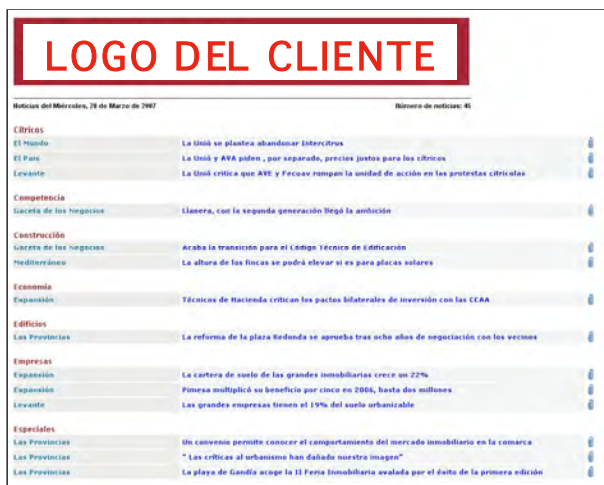 LOGO DEL CLIENTE
Noticias del Miércoles, 28 de Marzo de 2007 Número de noticias: 45
Cítricos
El Mundo La Unió se plantea abandonar Intercitrus
El País La Unió y AVA piden , por separado, precios justos para los cítricos
Levante La Unió critica que AVE y Fecoav rompan la unidad de acción en las protestas citrícolas
Competencia
Gaceta de los Negocios Llanera, con la segunda generación llegó la ambición
Construcción
Gaceta de los Negocios Acaba la transición para el Código Técnico de Edificación
Mediterráneo La altura de las fincas se podrá elevar si es para placas solares
Economía
Expansión Técnicos de Hacienda critican los pactos bilaterales de inversión con las CCAA
Edificios
Las Provincias La reforma de la plaza Redonda se aprueba tras ocho años de negociación con los vecinos
Empresas
Expansión La cartera de suelo de las grandes inmobiliarias crece un 22%
Expansión Pimesa multiplicó su beneficio por cinco en 2006, hasta dos millones
Levante Las grandes empresas tienen el 19% del suelo urbanizable
Especiales
Las Provincias Un convenio permite conocer el comportamiento del mercado inmobiliario en la comarca
Las Provincias " Las críticas al urbanismo han dañado nuestra imagen"
Las Provincias La playa de Gandía acoge la II Feria Inmobiliaria avalada por el éxito de la primera edición